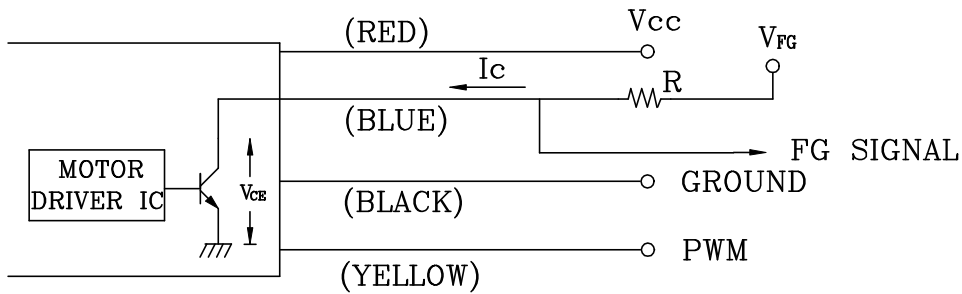 (RED)
Vcc
VFG
Ic
R
(BLUE)
FG SIGNAL
MOTOR
DRIVER IC
VCE
GROUND
(BLACK)
PWM
(YELLOW)